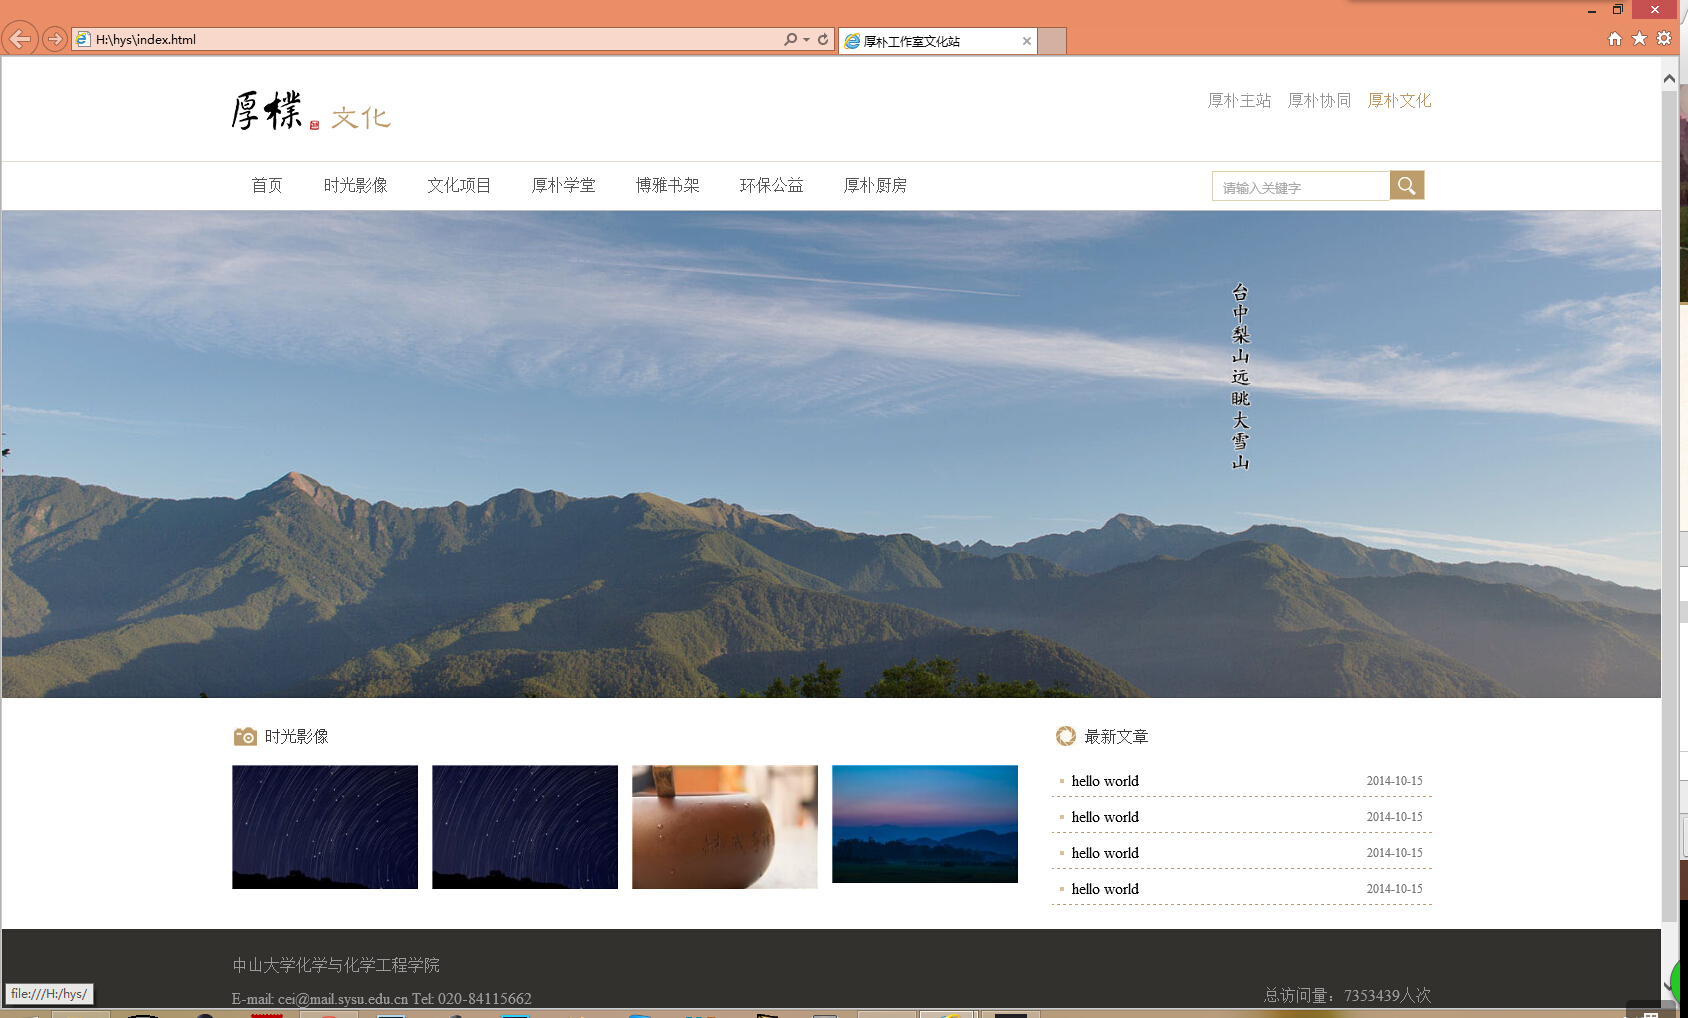 H:\hys\index.html
厚朴工作室文化站
厚樸 文化
厚朴主站 厚朴协同 厚朴文化
首页 时光影像 文化项目 厚朴学堂 博雅书架 环保公益 厚朴厨房
请输入关键字
台中梨山远眺大雪山
时光影像
最新文章
hello world 2014-10-15
hello world 2014-10-15
hello world 2014-10-15
hello world 2014-10-15
中山大学化学与化学工程学院
E-mail: cei@mail.sysu.edu.cn Tel: 020-84115662
总访问量：7353439人次
file:///H:/hys/